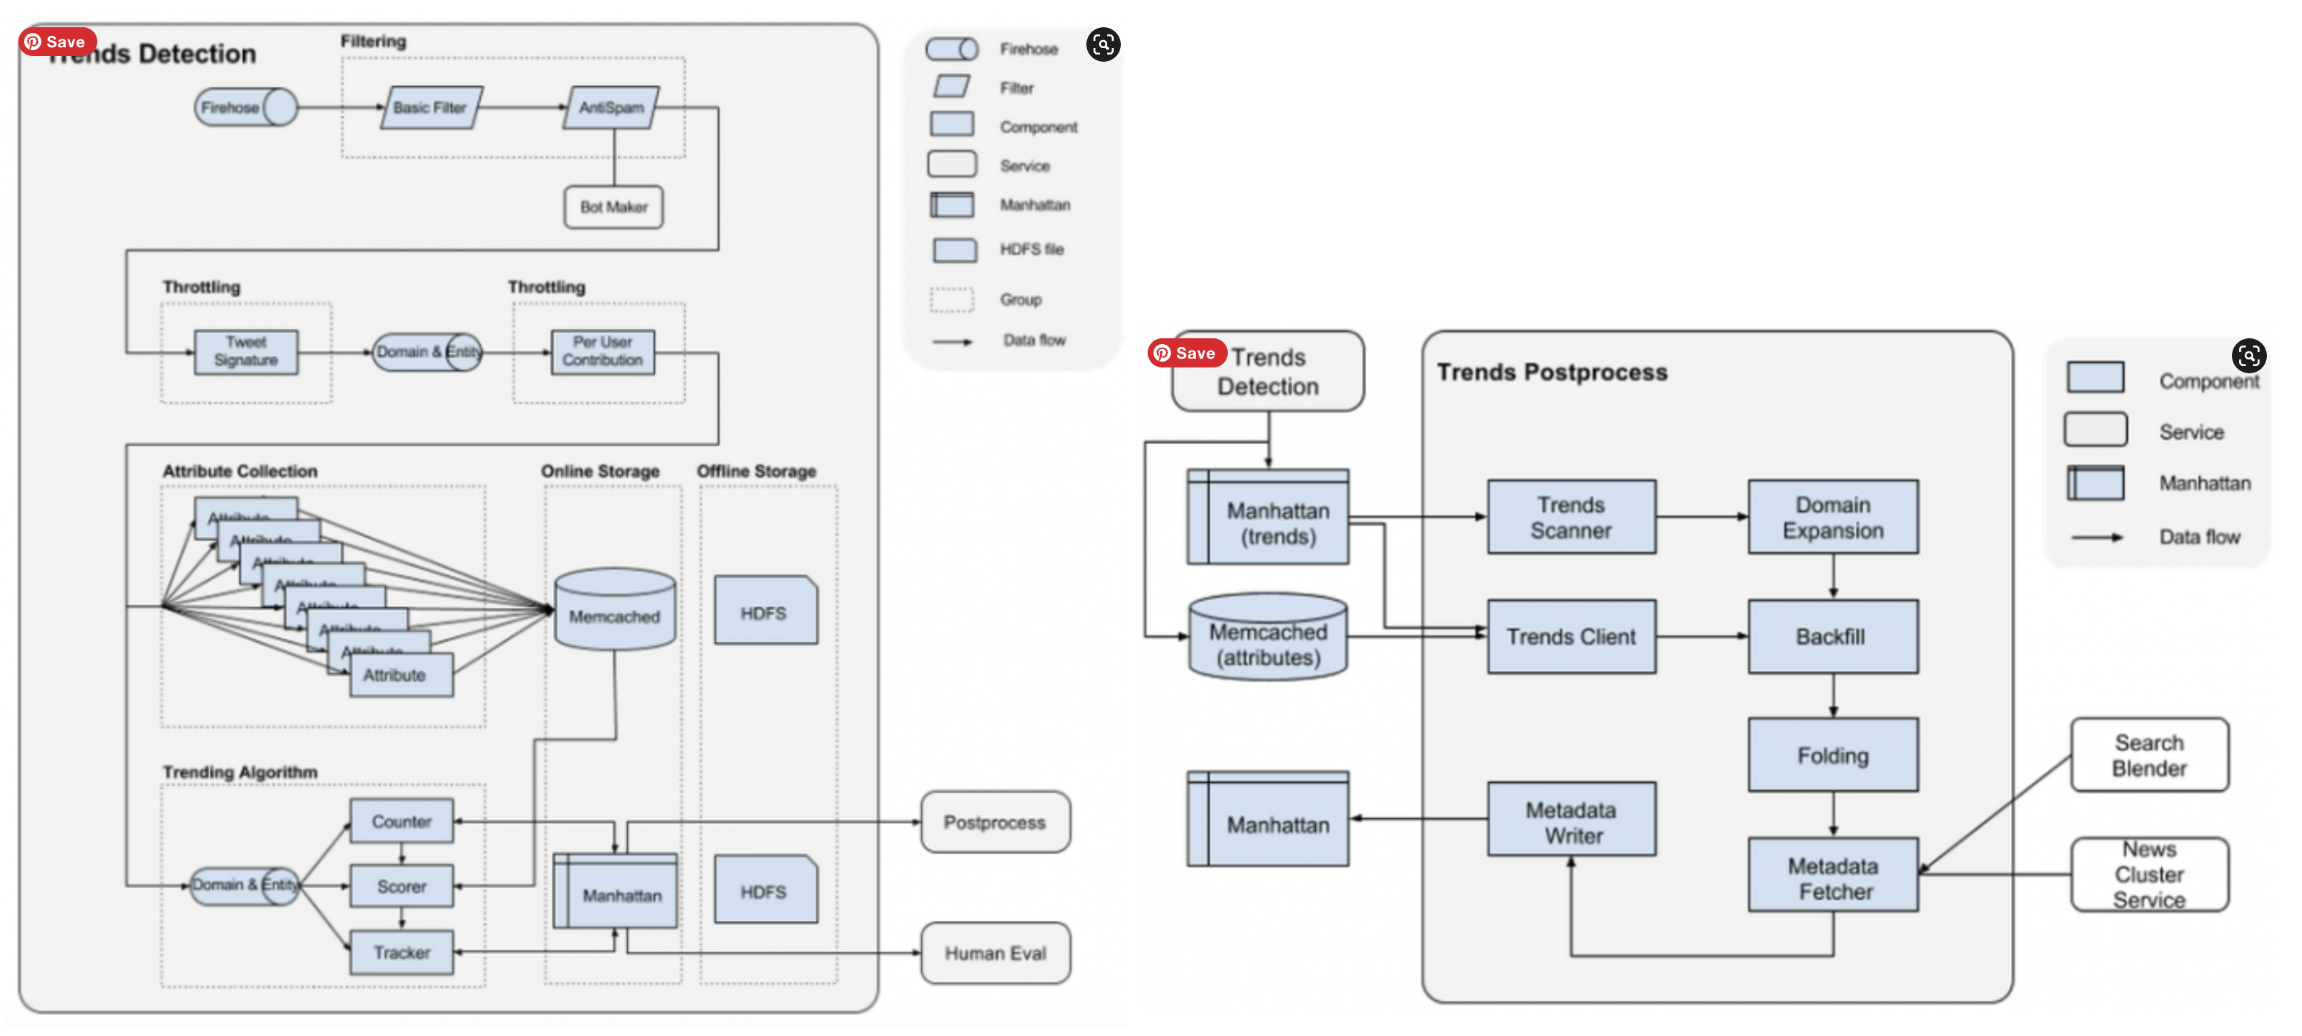 Save
Trends Detection
Filtering
Firehose
Basic Filter
AntiSpam
Bot Maker
Throttling
Throttling
Tweet
Signature
Domain & Entity
Per User
Contribution
Attribute Collection
Online Storage
Offline Storage
Attribute
Attribute
Attribute
Attribute
Attribute
Attribute
Attribute
Attribute
Memcached
HDFS
Trending Algorithm
Counter
Domain & Entity
Scorer
Tracker
Manhattan
HDFS
Postprocess
Human Eval
Firehose
Filter
Component
Service
Manhattan
HDFS file
Group
Data flow
Save
Trends
Detection
Trends Postprocess
Manhattan
(trends)
Trends
Scanner
Domain
Expansion
Memcached
(attributes)
Trends Client
Backfill
Folding
Manhattan
Metadata
Writer
Metadata
Fetcher
Search
Blender
News
Cluster
Service
Component
Service
Manhattan
Data flow